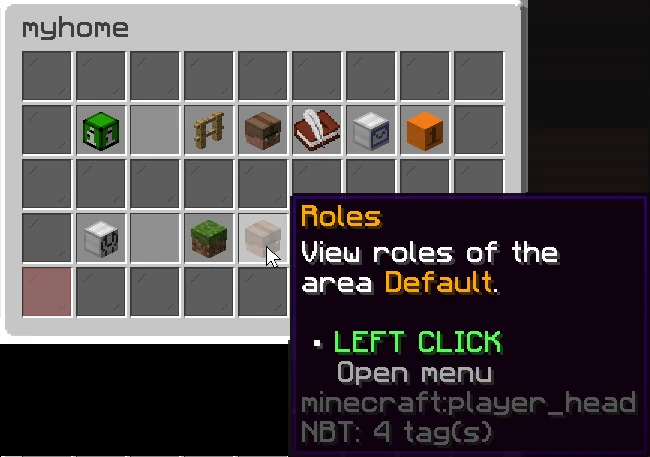 myhome
Roles
View roles of the
area Default.
• LEFT CLICK
Open menu
minecraft:player_head
NBT: 4 tag(s)